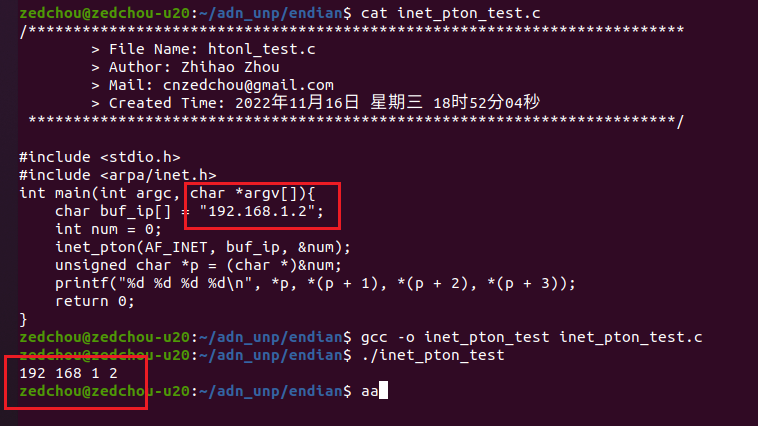 zedchou@zedchou-u20:~/adn_unp/endian$ cat inet_pton_test.c
/*************************************************************************
        > File Name: htonl_test.c
        > Author: Zhihao Zhou
        > Mail: cnzedchou@gmail.com
        > Created Time: 2022年11月16日 星期三 18时52分04秒
 ************************************************************************/

#include <stdio.h>
#include <arpa/inet.h>
int main(int argc, char *argv[]){
    char buf_ip[] = "192.168.1.2";
    int num = 0;
    inet_pton(AF_INET, buf_ip, &num);
    unsigned char *p = (char *)&num;
    printf("%d %d %d %d\n", *p, *(p + 1), *(p + 2), *(p + 3));
    return 0;
}
zedchou@zedchou-u20:~/adn_unp/endian$ gcc -o inet_pton_test inet_pton_test.c
zedchou@zedchou-u20:~/adn_unp/endian$ ./inet_pton_test
192 168 1 2
zedchou@zedchou-u20:~/adn_unp/endian$ aa